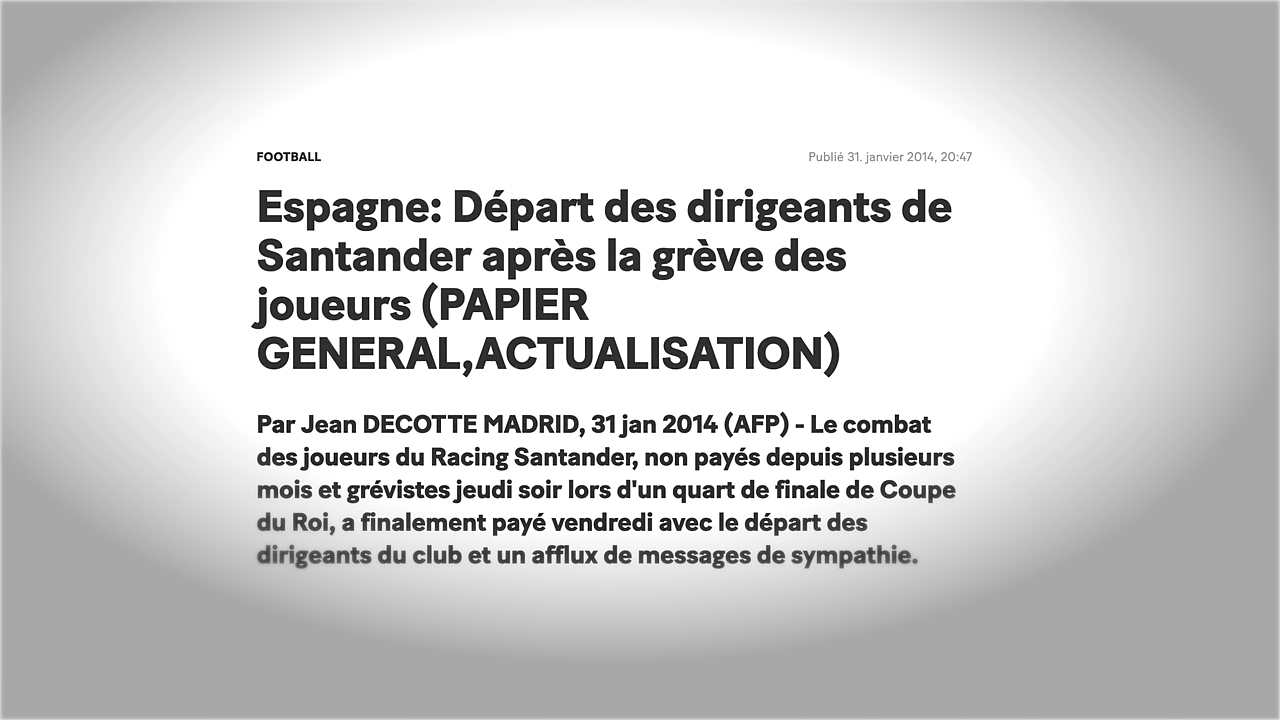 FOOTBALL
Publié 31. janvier 2014, 20:47
Espagne: Départ des dirigeants de
Santander après la grève des
joueurs (PAPIER
GENERAL,ACTUALISATION)
Par Jean DECOTTE MADRID, 31 jan 2014 (AFP) - Le combat
des joueurs du Racing Santander, non payés depuis plusieurs
mois et grévistes jeudi soir lors d'un quart de finale de Coupe
du Roi, a finalement payé vendredi avec le départ des
dirigeants du club et un afflux de messages de sympathie.